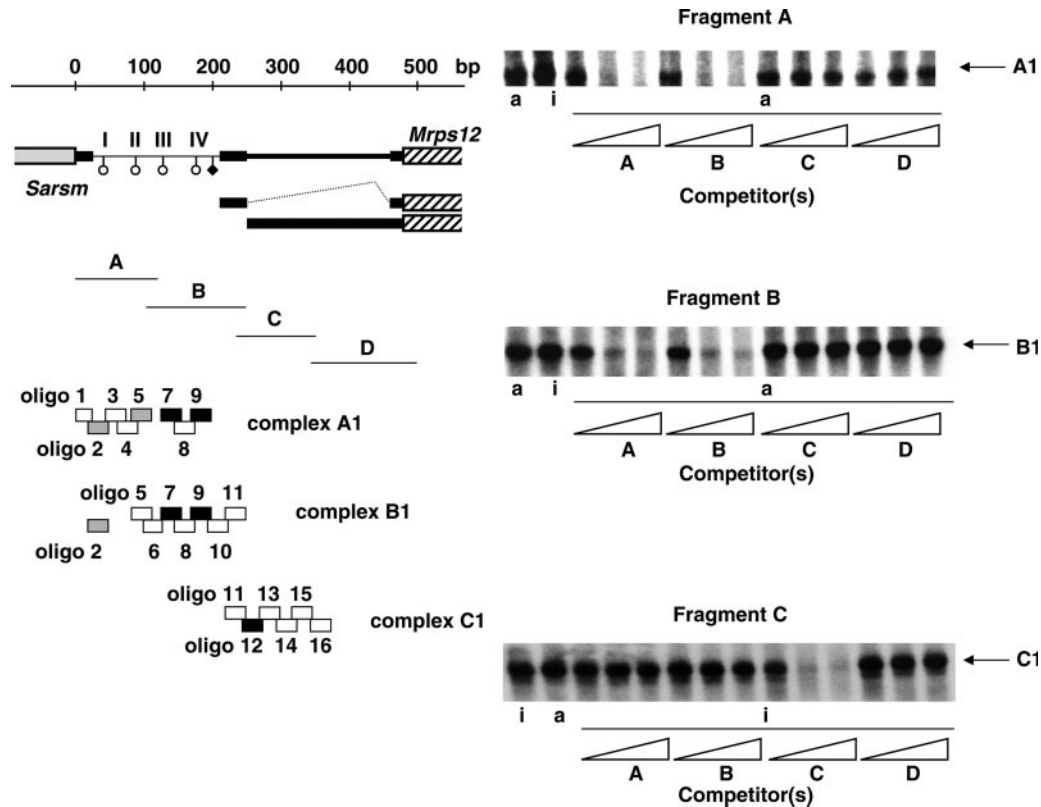 0 100 200 300 400 500 bp
I II III IV
Mrps12
Sarsm
A
B
C
D
oligo 1 3 5 7 9
complex A1
oligo 2 4 8
oligo 5 7 9 11
complex B1
oligo 2 6 8 10
oligo 11 13 15
complex C1
oligo 12 14 16
Fragment A
A1
a i a
A B C D
Competitor(s)
Fragment B
B1
a i a
A B C D
Competitor(s)
Fragment C
C1
i a i
A B C D
Competitor(s)